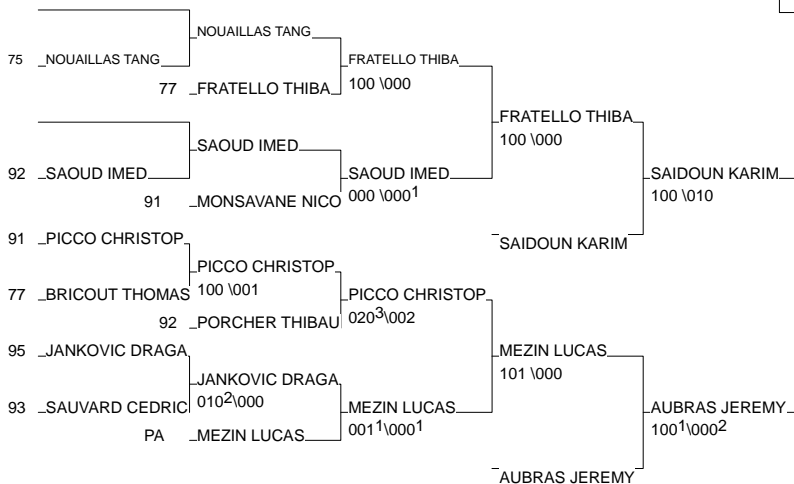 NOUAILLAS TANG
75 NOUAILLAS TANG FRATELLO THIBA
77 FRATELLO THIBA 100 \000
FRATELLO THIBA
100 \000
SAOUD IMED
92 SAOUD IMED SAOUD IMED SAIDOUN KARIM
91 MONSAVANE NICO 000 \000¹ 100 \010
91 PICCO CHRISTOP SAIDOUN KARIM
PICCO CHRISTOP
77 BRICOUT THOMAS 100 \001 PICCO CHRISTOP
92 PORCHER THIBAU 020³\002
95 JANKOVIC DRAGA MEZIN LUCAS
101 \000
JANKOVIC DRAGA
93 SAUVARD CEDRIC 010²\000 MEZIN LUCAS AUBRAS JEREMY
PA MEZIN LUCAS 001¹\000¹ 100¹\000²
AUBRAS JEREMY